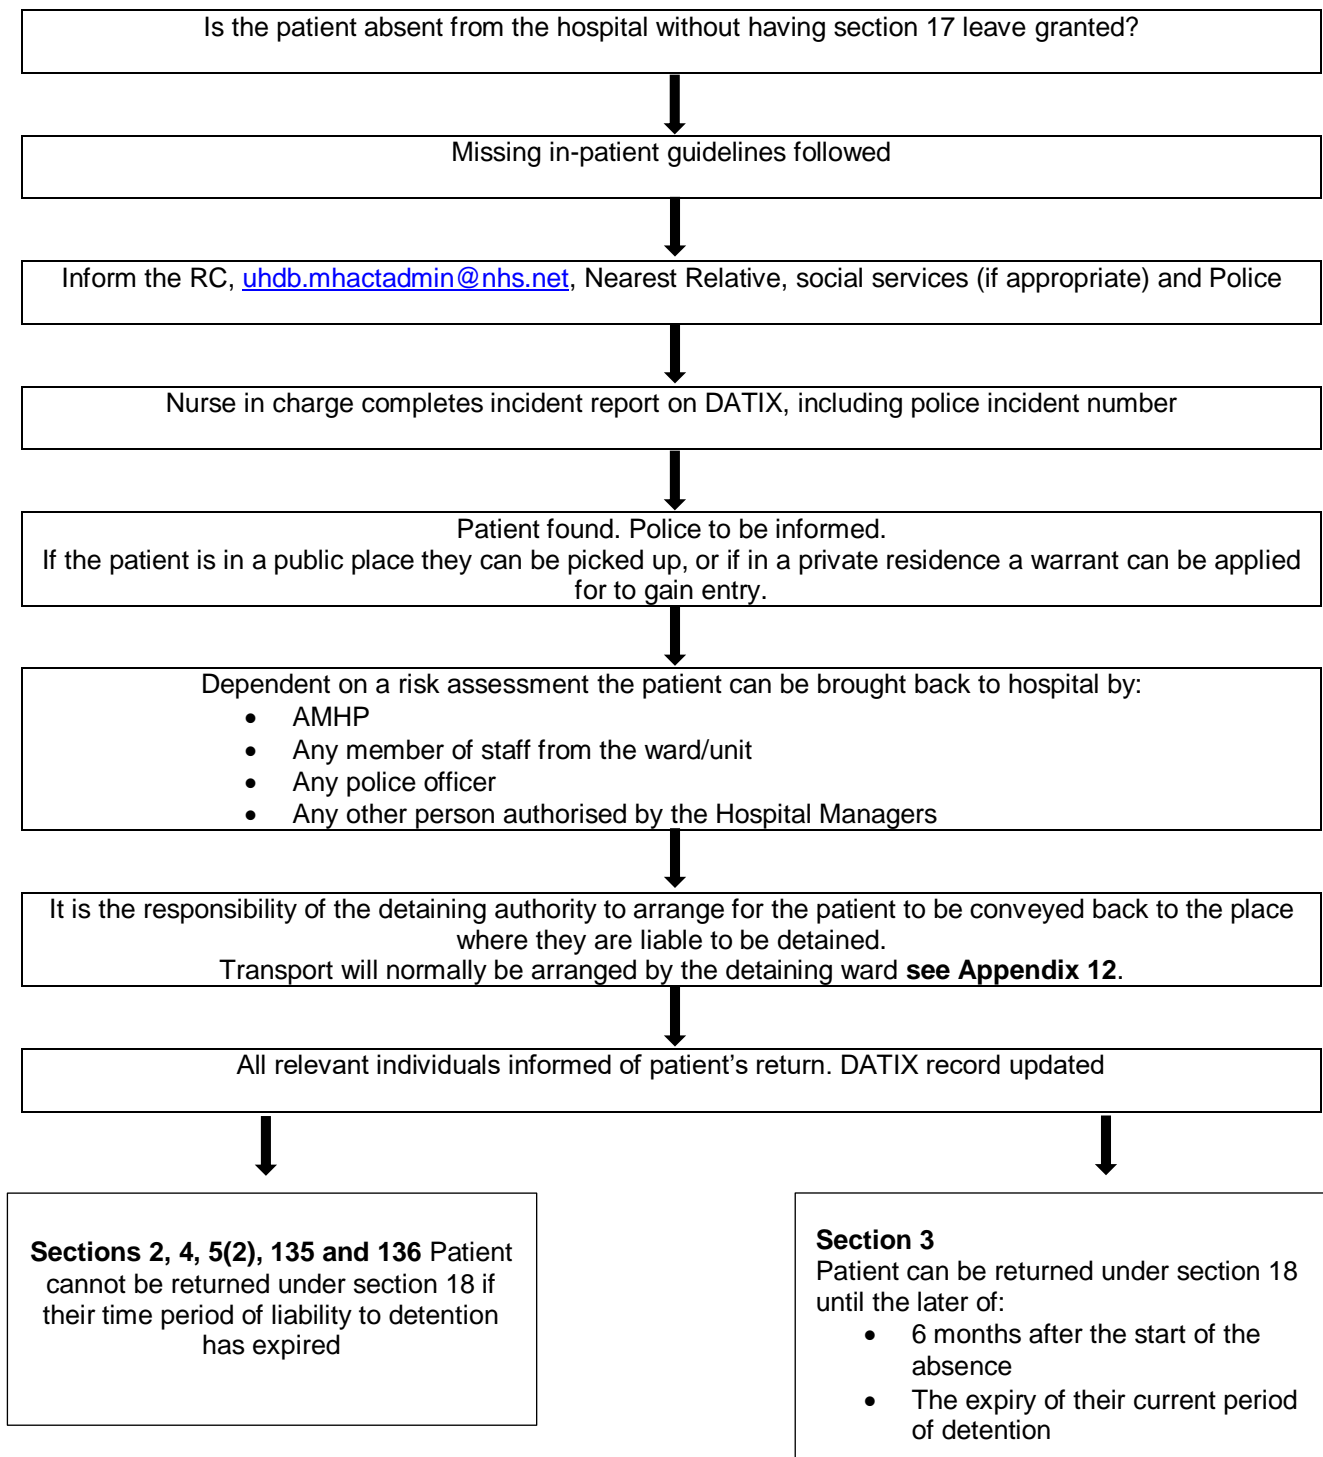 Is the patient absent from the hospital without having section 17 leave granted?
Missing in-patient guidelines followed
Inform the RC, uhdb.mhactadmin@nhs.net, Nearest Relative, social services (if appropriate) and Police
Nurse in charge completes incident report on DATIX, including police incident number
Patient found. Police to be informed.
If the patient is in a public place they can be picked up, or if in a private residence a warrant can be applied
for to gain entry.
Dependent on a risk assessment the patient can be brought back to hospital by:
• AMHP
• Any member of staff from the ward/unit
• Any police officer
• Any other person authorised by the Hospital Managers
It is the responsibility of the detaining authority to arrange for the patient to be conveyed back to the place
where they are liable to be detained.
Transport will normally be arranged by the detaining ward see Appendix 12.
All relevant individuals informed of patient's return. DATIX record updated
Sections 2, 4, 5(2), 135 and 136 Patient
cannot be returned under section 18 if
their time period of liability to detention
has expired
Section 3
Patient can be returned under section 18
until the later of:
• 6 months after the start of the
absence
• The expiry of their current period
of detention